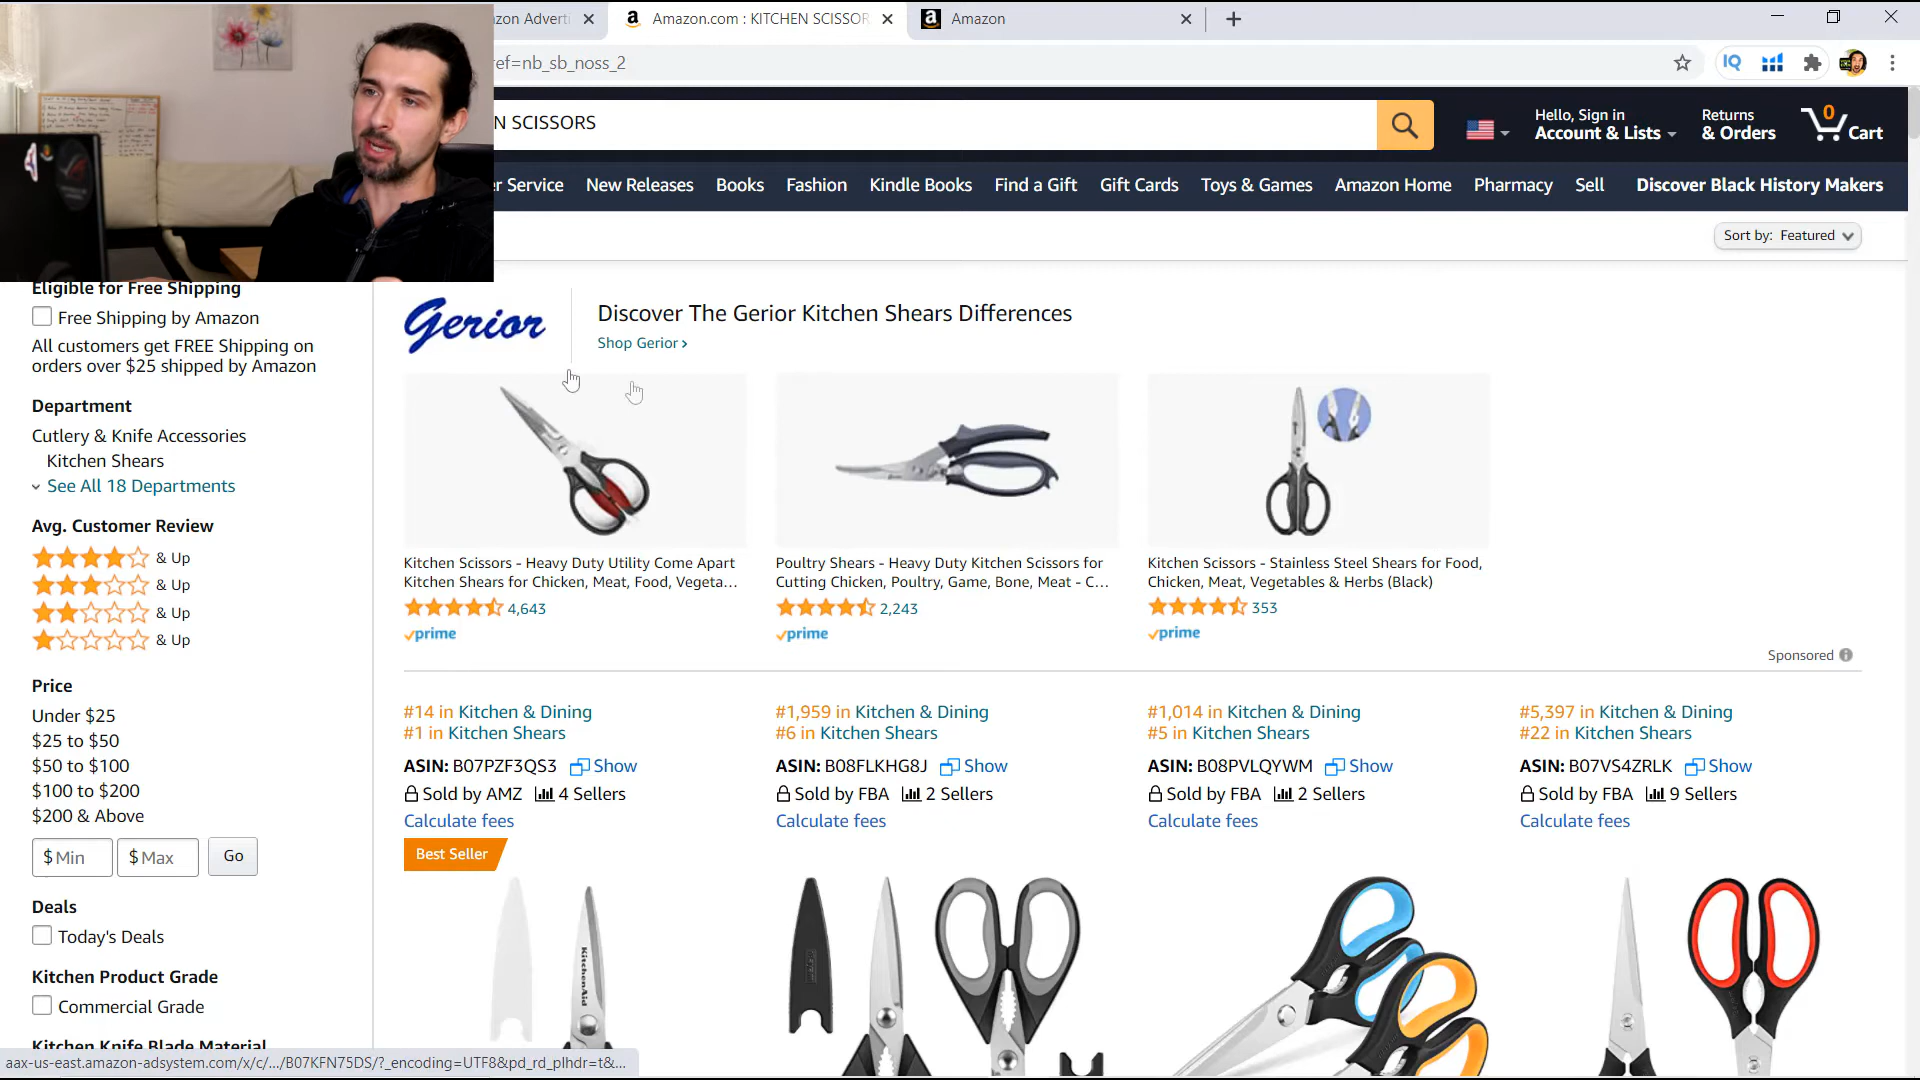 zon Adverti
Amazon.com : KITCHEN SCISSOR
Amazon
ref=nb_sb_noss_2
N SCISSORS
Hello, Sign in
Account & Lists
Returns
& Orders
0
Cart
r Service
New Releases
Books
Fashion
Kindle Books
Find a Gift
Gift Cards
Toys & Games
Amazon Home
Pharmacy
Sell
Discover Black History Makers
Sort by: Featured
Eligible for Free Shipping
Free Shipping by Amazon
All customers get FREE Shipping on
orders over $25 shipped by Amazon
Department
Cutlery & Knife Accessories
Kitchen Shears
See All 18 Departments
Avg. Customer Review
& Up
& Up
& Up
& Up
Price
Under $25
$25 to $50
$50 to $100
$100 to $200
$200 & Above
$ Min
$ Max
Go
Deals
Today's Deals
Kitchen Product Grade
Commercial Grade
Kitchen Knife Blade Material
Gerior
Discover The Gerior Kitchen Shears Differences
Shop Gerior ›
Kitchen Scissors - Heavy Duty Utility Come Apart
Kitchen Shears for Chicken, Meat, Food, Vegeta…
4,643
prime
Poultry Shears - Heavy Duty Kitchen Scissors for
Cutting Chicken, Poultry, Game, Bone, Meat - C…
2,243
prime
Kitchen Scissors - Stainless Steel Shears for Food,
Chicken, Meat, Vegetables & Herbs (Black)
353
prime
Sponsored
#14 in Kitchen & Dining
#1 in Kitchen Shears
ASIN: B07PZF3QS3 Show
Sold by AMZ 4 Sellers
Calculate fees
Best Seller
KitchenAid
#1,959 in Kitchen & Dining
#6 in Kitchen Shears
ASIN: B08FLKHG8J Show
Sold by FBA 2 Sellers
Calculate fees
#1,014 in Kitchen & Dining
#5 in Kitchen Shears
ASIN: B08PVLQYWM Show
Sold by FBA 2 Sellers
Calculate fees
#5,397 in Kitchen & Dining
#22 in Kitchen Shears
ASIN: B07VS4ZRLK Show
Sold by FBA 9 Sellers
Calculate fees
aax-us-east.amazon-adsystem.com/x/c/.../B07KFN75DS/?_encoding=UTF8&pd_rd_plhdr=t&...